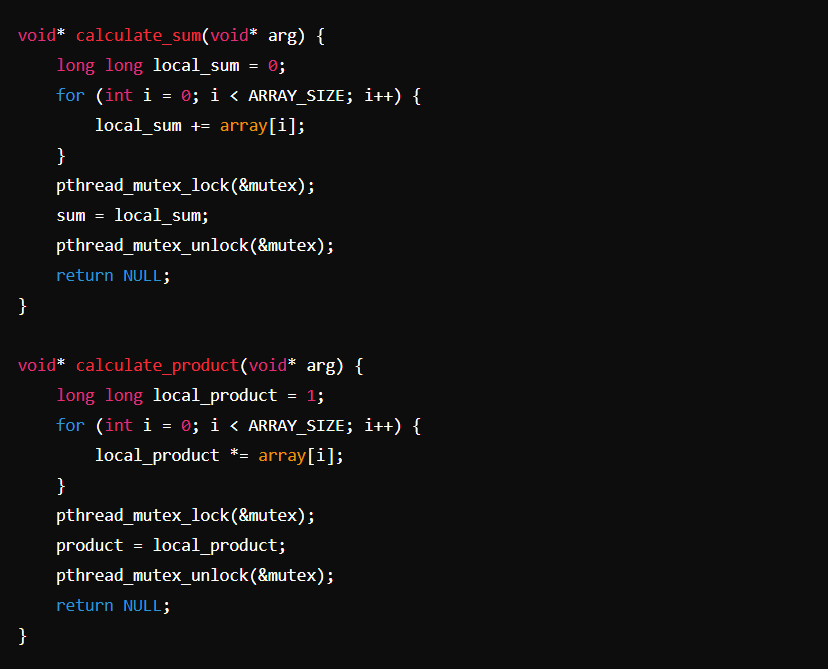 void* calculate_sum(void* arg) {
    long long local_sum = 0;
    for (int i = 0; i < ARRAY_SIZE; i++) {
        local_sum += array[i];
    }
    pthread_mutex_lock(&mutex);
    sum = local_sum;
    pthread_mutex_unlock(&mutex);
    return NULL;
}

void* calculate_product(void* arg) {
    long long local_product = 1;
    for (int i = 0; i < ARRAY_SIZE; i++) {
        local_product *= array[i];
    }
    pthread_mutex_lock(&mutex);
    product = local_product;
    pthread_mutex_unlock(&mutex);
    return NULL;
}